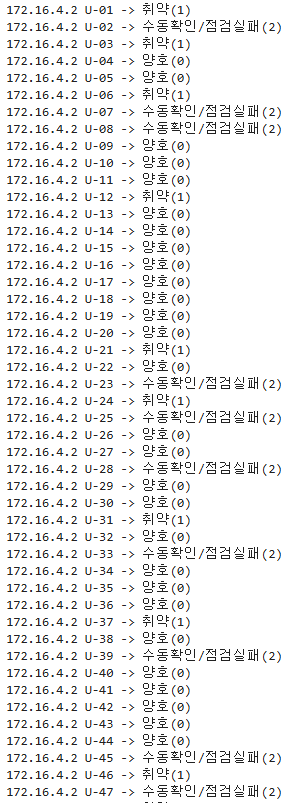 172.16.4.2 U-01 -> 취약(1)
172.16.4.2 U-02 -> 수동확인/점검실패(2)
172.16.4.2 U-03 -> 취약(1)
172.16.4.2 U-04 -> 양호(0)
172.16.4.2 U-05 -> 양호(0)
172.16.4.2 U-06 -> 취약(1)
172.16.4.2 U-07 -> 수동확인/점검실패(2)
172.16.4.2 U-08 -> 수동확인/점검실패(2)
172.16.4.2 U-09 -> 양호(0)
172.16.4.2 U-10 -> 양호(0)
172.16.4.2 U-11 -> 양호(0)
172.16.4.2 U-12 -> 취약(1)
172.16.4.2 U-13 -> 양호(0)
172.16.4.2 U-14 -> 양호(0)
172.16.4.2 U-15 -> 양호(0)
172.16.4.2 U-16 -> 양호(0)
172.16.4.2 U-17 -> 양호(0)
172.16.4.2 U-18 -> 양호(0)
172.16.4.2 U-19 -> 양호(0)
172.16.4.2 U-20 -> 양호(0)
172.16.4.2 U-21 -> 취약(1)
172.16.4.2 U-22 -> 양호(0)
172.16.4.2 U-23 -> 수동확인/점검실패(2)
172.16.4.2 U-24 -> 취약(1)
172.16.4.2 U-25 -> 수동확인/점검실패(2)
172.16.4.2 U-26 -> 양호(0)
172.16.4.2 U-27 -> 양호(0)
172.16.4.2 U-28 -> 수동확인/점검실패(2)
172.16.4.2 U-29 -> 양호(0)
172.16.4.2 U-30 -> 양호(0)
172.16.4.2 U-31 -> 취약(1)
172.16.4.2 U-32 -> 양호(0)
172.16.4.2 U-33 -> 수동확인/점검실패(2)
172.16.4.2 U-34 -> 양호(0)
172.16.4.2 U-35 -> 양호(0)
172.16.4.2 U-36 -> 양호(0)
172.16.4.2 U-37 -> 취약(1)
172.16.4.2 U-38 -> 양호(0)
172.16.4.2 U-39 -> 수동확인/점검실패(2)
172.16.4.2 U-40 -> 양호(0)
172.16.4.2 U-41 -> 양호(0)
172.16.4.2 U-42 -> 양호(0)
172.16.4.2 U-43 -> 양호(0)
172.16.4.2 U-44 -> 양호(0)
172.16.4.2 U-45 -> 수동확인/점검실패(2)
172.16.4.2 U-46 -> 취약(1)
172.16.4.2 U-47 -> 수동확인/점검실패(2)